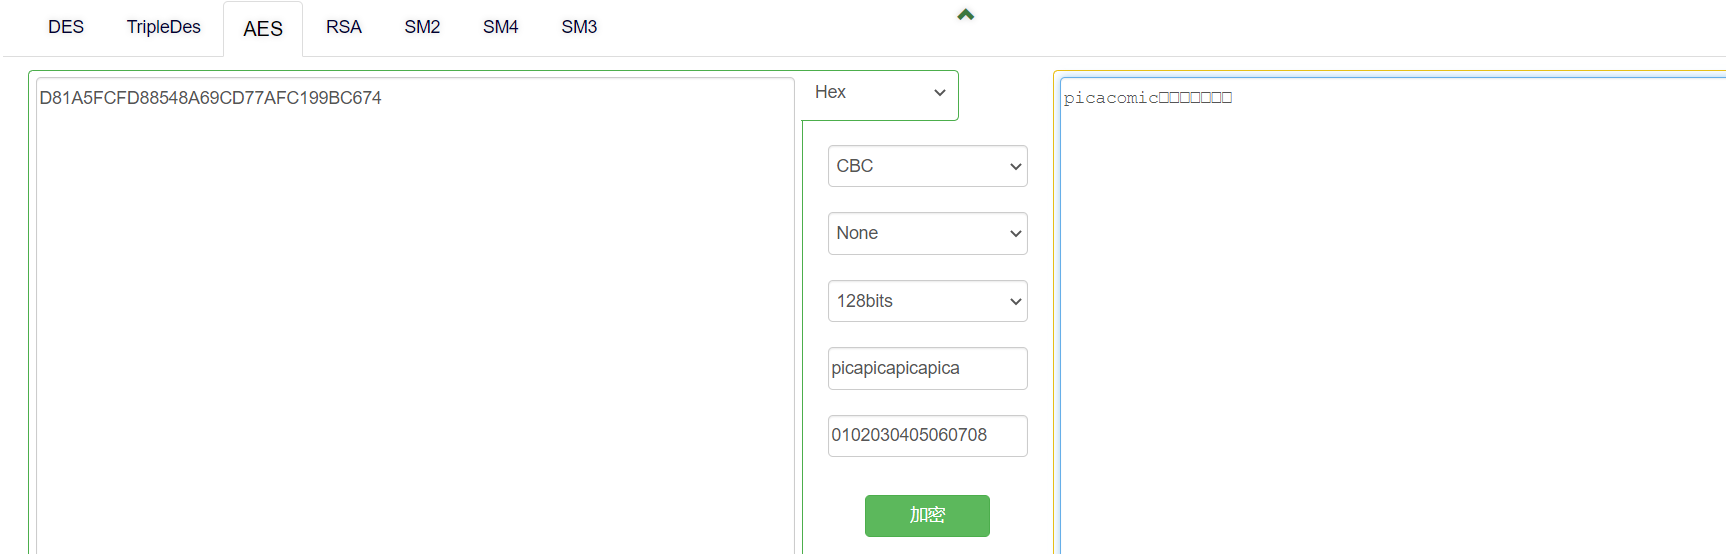 DES TripleDes AES RSA SM2 SM4 SM3
D81A5FCFD88548A69CD77AFC199BC674
Hex
CBC
None
128bits
picapicapicapica
0102030405060708
加密
picacomic□□□□□□□